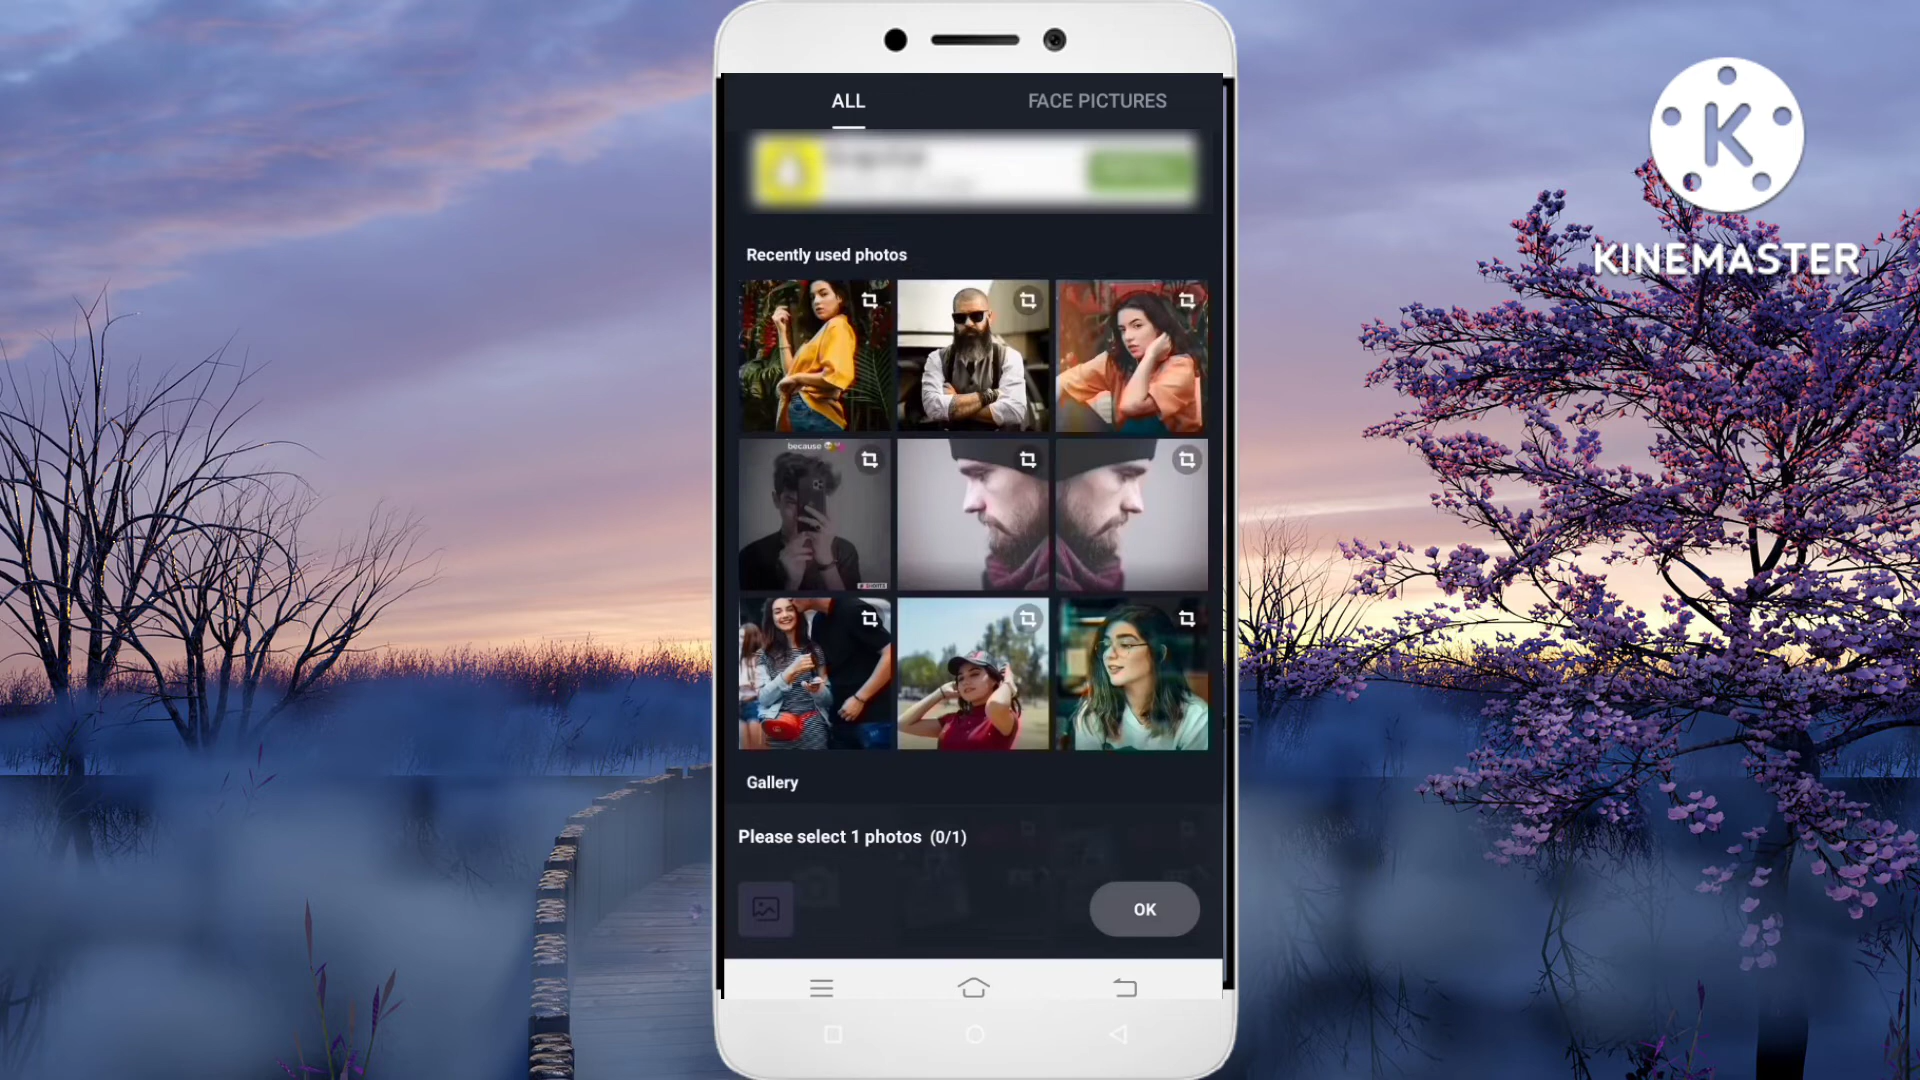 ALL
FACE PICTURES
Recently used photos
because
Gallery
Please select 1 photos (0/1)
OK
K
KINEMASTER